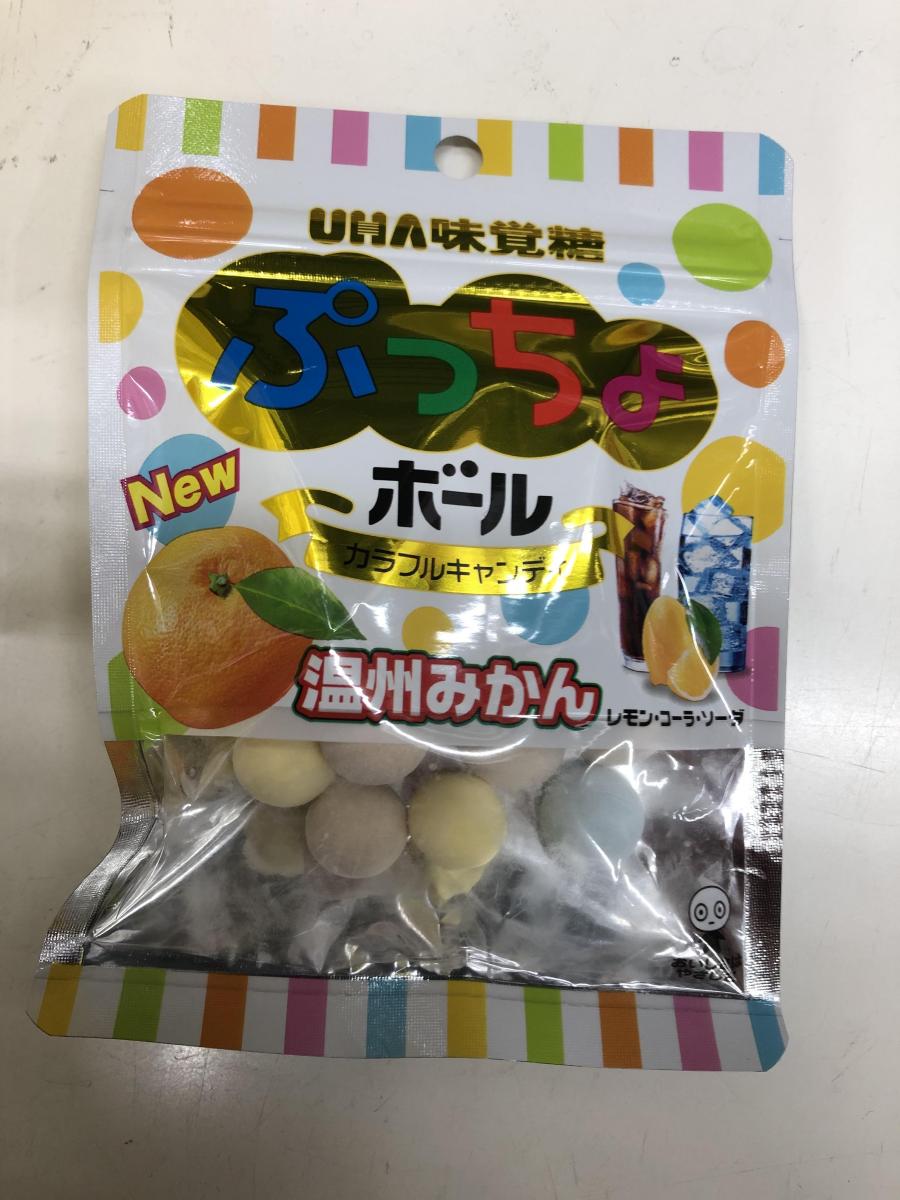 UHA味覚糖
ぷっちょ
New
ボール
カラフルキャンディ
温州みかん
レモン・コーラ・ソーダ